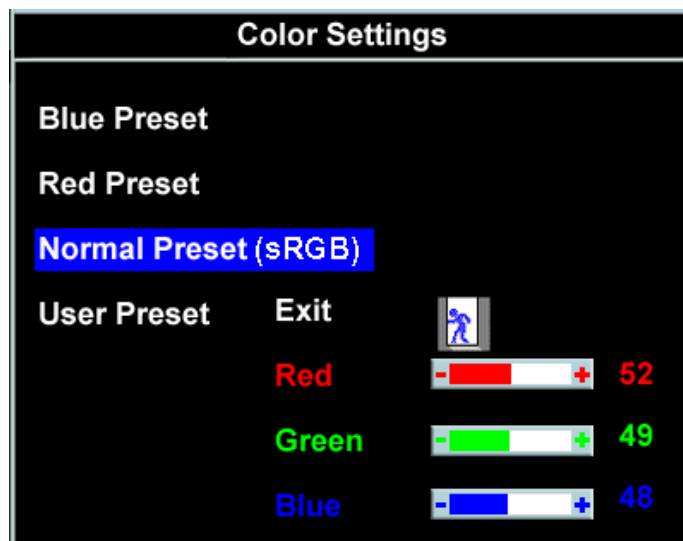 Color Settings
Blue Preset
Red Preset
Normal Preset (sRGB)
User Preset Exit
Red - + 52
Green - + 49
Blue - + 48